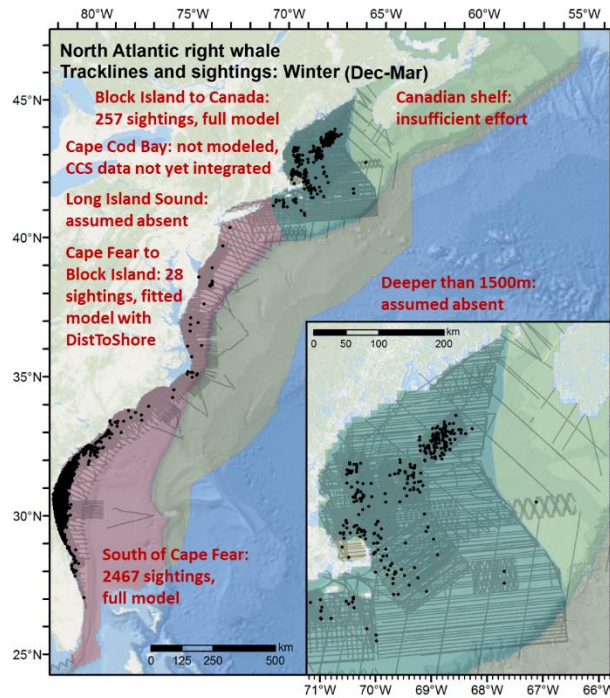 80°W 75°W 70°W 65°W 60°W 55°W
North Atlantic right whale
Tracklines and sightings: Winter (Dec-Mar)
45°N
Block Island to Canada:
257 sightings, full model
Canadian shelf:
insufficient effort
Cape Cod Bay: not modeled,
CCS data not yet integrated
Long Island Sound:
assumed absent
40°N
Cape Fear to
Block Island: 28
sightings, fitted
model with
DistToShore
Deeper than 1500m:
assumed absent
35°N
km
0 50 100 200
30°N
South of Cape Fear:
2467 sightings,
full model
km
0 125 250 500
25°N
71°W 70°W 69°W 68°W 67°W 66°W